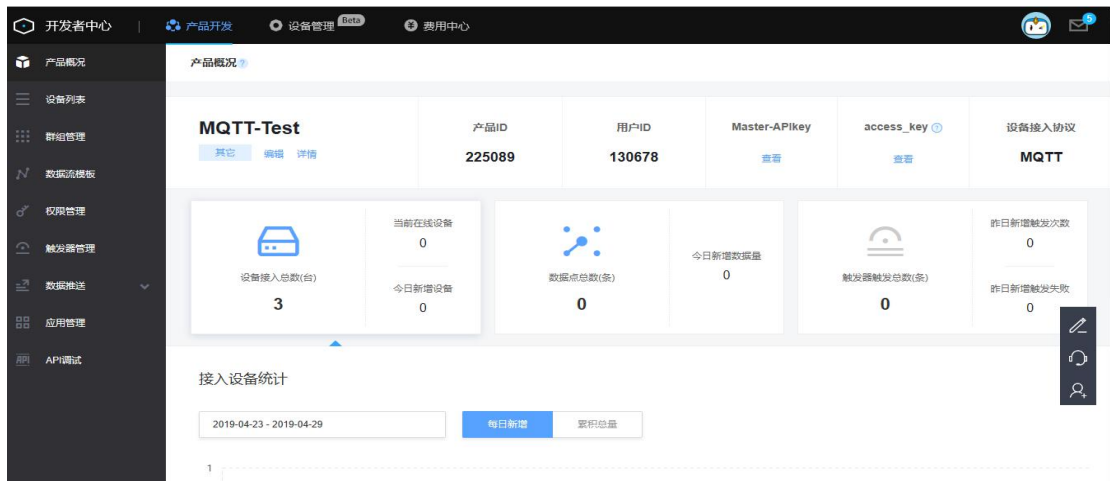 开发者中心 | 产品开发 设备管理 Beta 费用中心 5
产品概况
设备列表
群组管理
数据流模板
权限管理
触发器管理
数据推送
应用管理
API API调试
产品概况 ?
MQTT-Test
其它 编辑 详情
产品ID
225089
用户ID
130678
Master-APIkey
查看
access_key ?
查看
设备接入协议
MQTT
设备接入总数(台)
3
当前在线设备
0
今日新增设备
0
数据点总数(条)
0
今日新增数据量
0
触发器触发总数(条)
0
昨日新增触发次数
0
昨日新增触发失败
0
接入设备统计
2019-04-23 - 2019-04-29 每日新增 累积总量
1